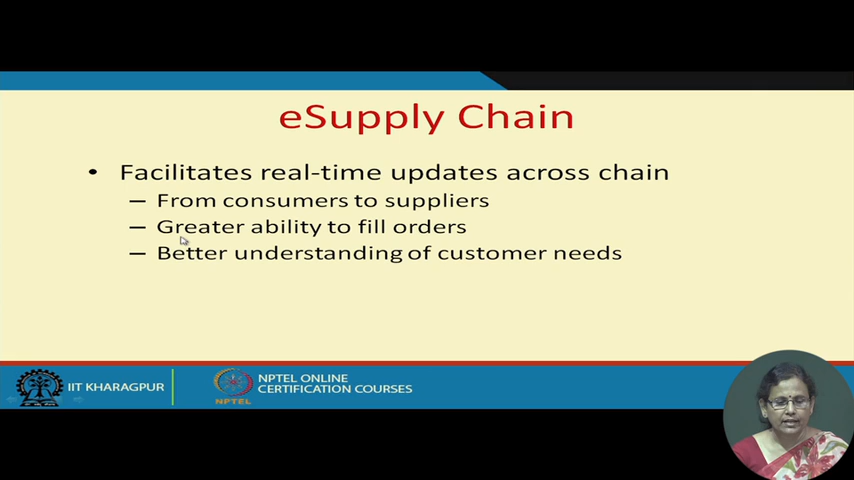 eSupply Chain
• Facilitates real-time updates across chain
– From consumers to suppliers
– Greater ability to fill orders
– Better understanding of customer needs
IIT KHARAGPUR
NPTEL
NPTEL ONLINE
CERTIFICATION COURSES